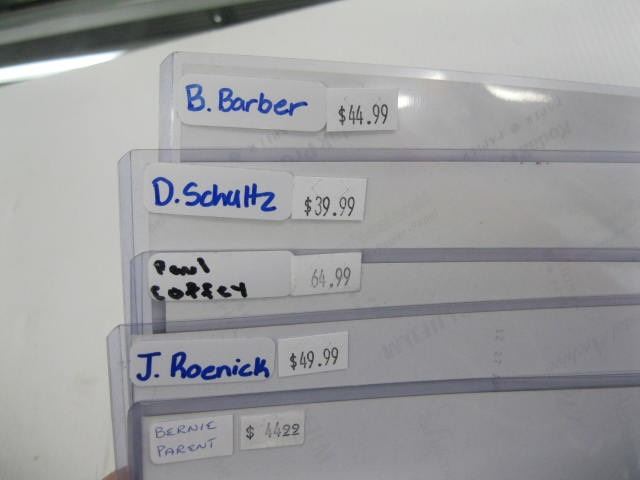 B. Barber $44.99
D. Schultz $39.99
Paul 64.99
Coffey
J. Roenick $49.99
BERNIE $ 4422
PARENT